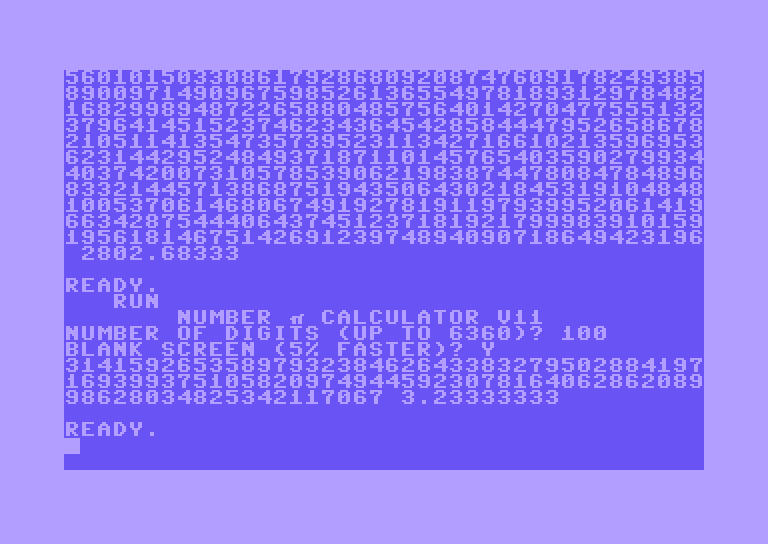 5601015033086179286809208747609178249385
8900971490967598526136554978189312978482
1682998948722658804857564014270477555132
3796414515237462343645428584447952658678
2105114135473573952311342716610213596953
6231442952484937187110145765403590279934
4037420073105785390621983874478084784896
8332144571386875194350643021845319104848
1005370614680674919278191197939952061419
6634287544406437451237181921799983910159
1956181467514269123974894090718649423196
2802.68333
READY.
RUN
NUMBER π CALCULATOR V11
NUMBER OF DIGITS (UP TO 6360)? 100
BLANK SCREEN (5% FASTER)? Y
3141592653589793238462643383279502884197
1693993751058209749445923078164062862089
98628034825342117067 3.23333333
READY.